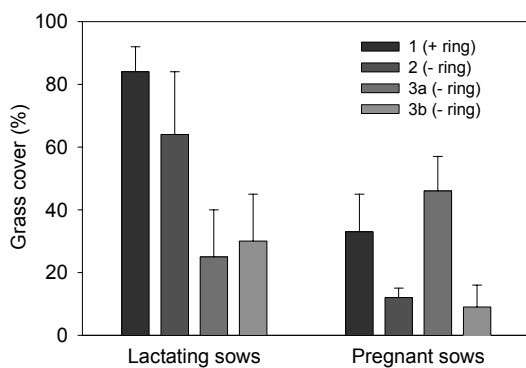 100
80
60
40
20
0
Grass cover (%)
1 (+ ring)
2 (- ring)
3a (- ring)
3b (- ring)
Lactating sows
Pregnant sows